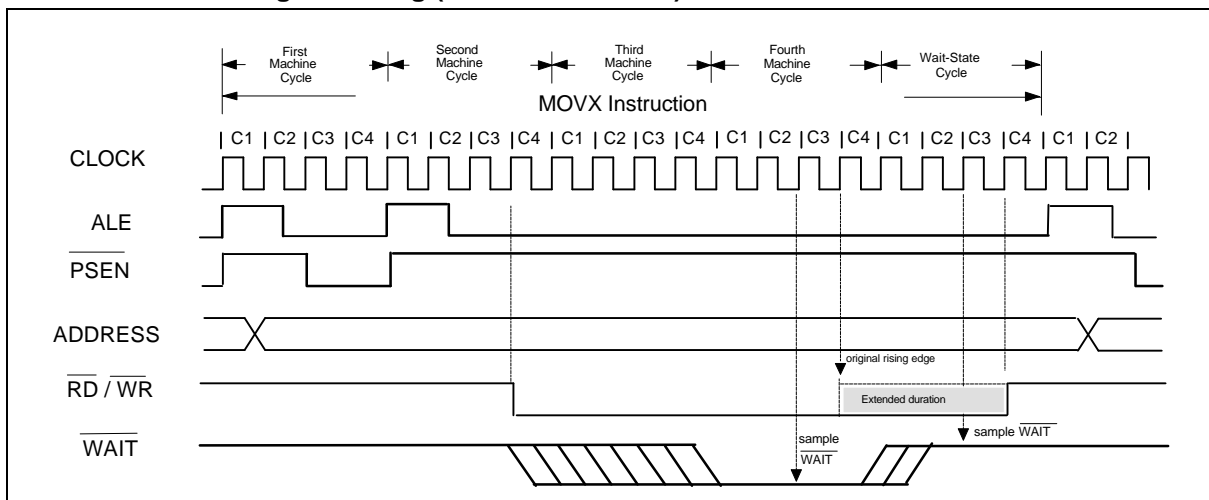 First Machine Cycle
Second Machine Cycle
Third Machine Cycle
Fourth Machine Cycle
Wait-State Cycle
MOVX Instruction
CLOCK
| C1 | C2 | C3 | C4 | C1 | C2 | C3 | C4 | C1 | C2 | C3 | C4 | C1 | C2 | C3 | C4 | C1 | C2 | C3 | C4 | C1 | C2 |
ALE
PSEN
ADDRESS
original rising edge
RD / WR
Extended duration
WAIT
sample WAIT
sample WAIT